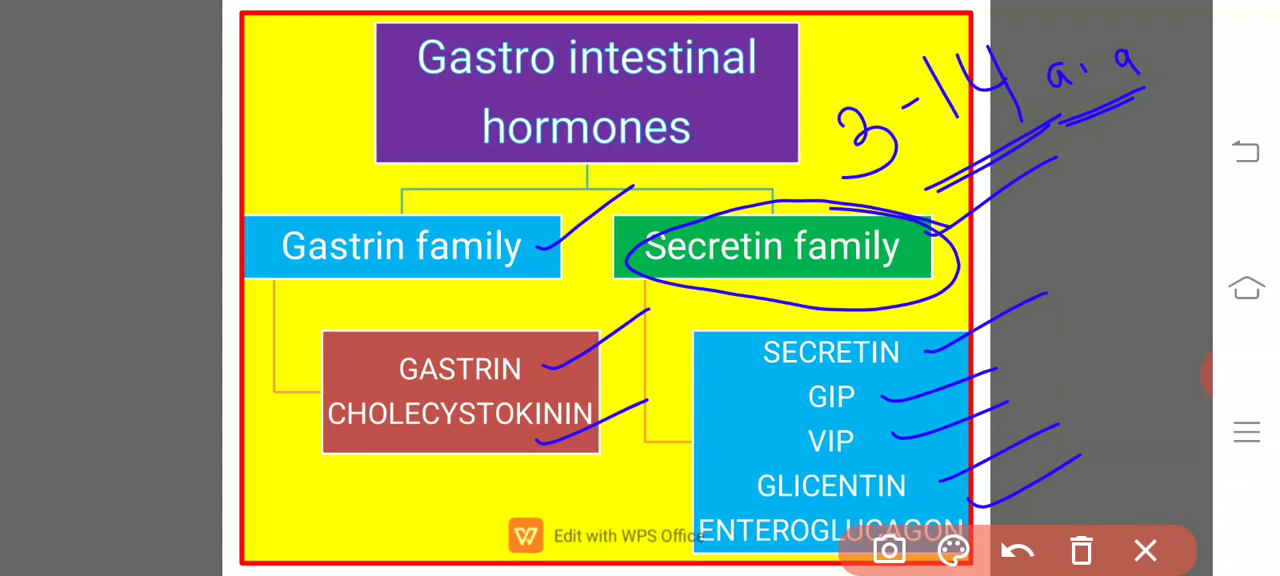 Gastro intestinal
hormones
3-14 a.a
Gastrin family
Secretin family
GASTRIN
CHOLECYSTOKININ
SECRETIN
GIP
VIP
GLICENTIN
ENTEROGLUCAGON
Edit with WPS Office